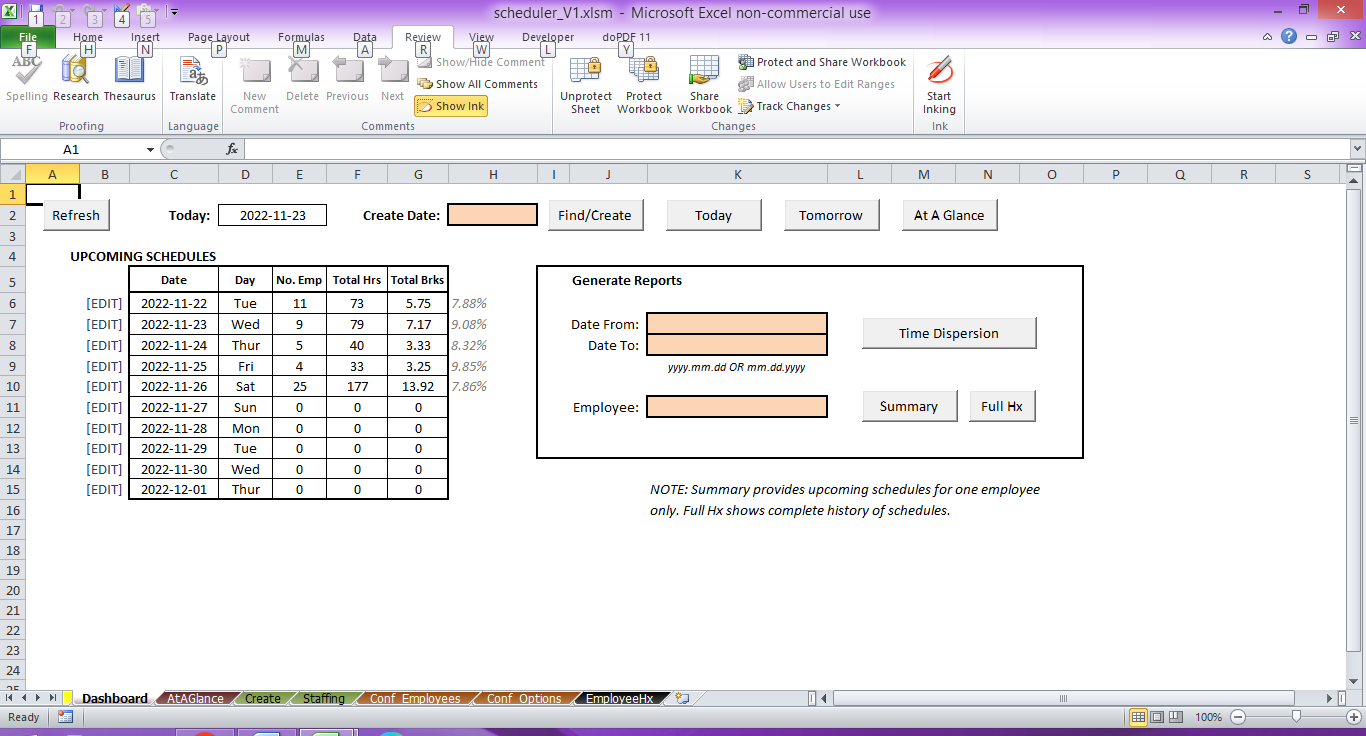 scheduler_V1.xlsm - Microsoft Excel non-commercial use
1 2 3 4 5
File Home Insert Page Layout Formulas Data Review View Developer doPDF 11
F H N P M A R W L Y
ABC
Spelling Research Thesaurus
Proofing
Translate
Language
New Comment Delete Previous Next
Show/Hide Comment
Show All Comments
Show Ink
Comments
Unprotect Sheet Protect Workbook Share Workbook
Protect and Share Workbook
Allow Users to Edit Ranges
Track Changes
Changes
Start Inking
Ink
A1 fx
A B C D E F G H I J K L M N O P Q R S
1
2 Refresh Today: 2022-11-23 Create Date: Find/Create Today Tomorrow At A Glance
3
4 UPCOMING SCHEDULES
5 Date Day No. Emp Total Hrs Total Brks Generate Reports
6 [EDIT] 2022-11-22 Tue 11 73 5.75 7.88%
7 [EDIT] 2022-11-23 Wed 9 79 7.17 9.08% Date From: Time Dispersion
8 [EDIT] 2022-11-24 Thur 5 40 3.33 8.32% Date To:
9 [EDIT] 2022-11-25 Fri 4 33 3.25 9.85% yyyy.mm.dd OR mm.dd.yyyy
10 [EDIT] 2022-11-26 Sat 25 177 13.92 7.86%
11 [EDIT] 2022-11-27 Sun 0 0 0 Employee: Summary Full Hx
12 [EDIT] 2022-11-28 Mon 0 0 0
13 [EDIT] 2022-11-29 Tue 0 0 0
14 [EDIT] 2022-11-30 Wed 0 0 0
15 [EDIT] 2022-12-01 Thur 0 0 0 NOTE: Summary provides upcoming schedules for one employee
16 only. Full Hx shows complete history of schedules.
17
18
19
20
21
22
23
24
25
Dashboard AtAGlance Create Staffing Conf_Employees Conf_Options EmployeeHx
Ready 100%